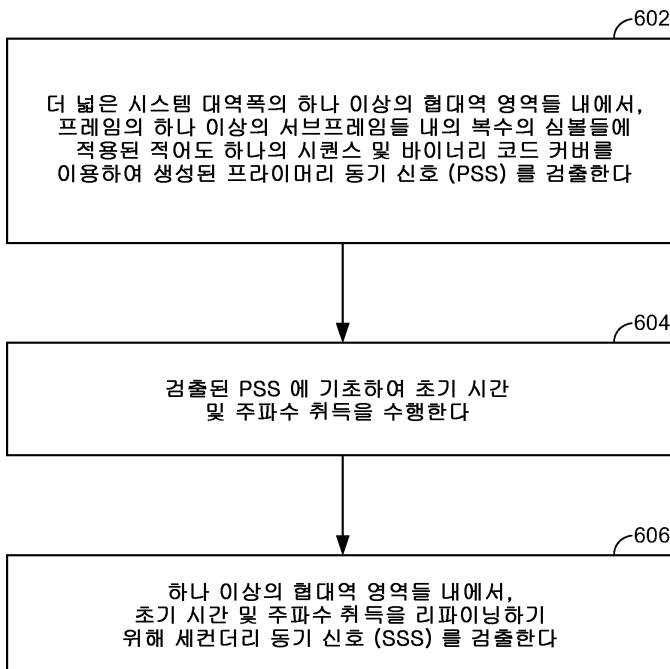 602
더 넓은 시스템 대역폭의 하나 이상의 협대역 영역들 내에서,
프레임의 하나 이상의 서브프레임들 내의 복수의 심볼들에
적용된 적어도 하나의 시퀀스 및 바이너리 코드 커버를
이용하여 생성된 프라이머리 동기 신호 (PSS) 를 검출한다
604
검출된 PSS 에 기초하여 초기 시간
및 주파수 취득을 수행한다
606
하나 이상의 협대역 영역들 내에서,
초기 시간 및 주파수 취득을 리파이닝하기
위해 세컨더리 동기 신호 (SSS) 를 검출한다